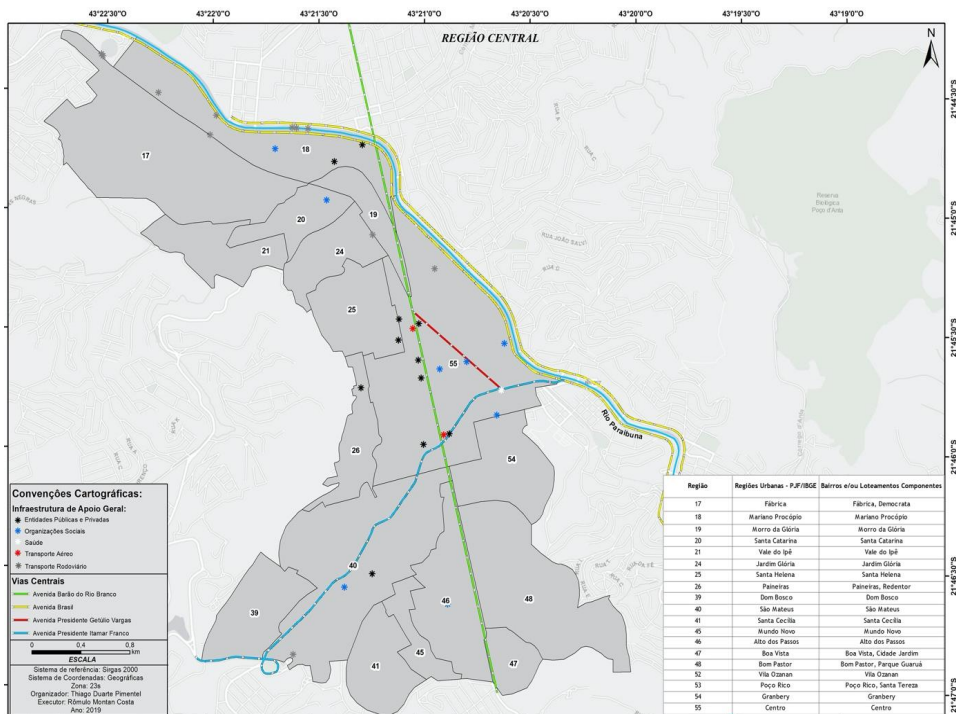 43°22'30"O 43°22'0"O 43°21'30"O 43°21'0"O 43°20'30"O 43°20'0"O 43°19'30"O 43°19'0"O
REGIÃO CENTRAL
N
21°44'30"S
21°45'0"S
21°45'30"S
21°46'0"S
21°46'30"S
21°47'0"S
RUA A
RUA C
17
18
19
20
21
24
25
26
39
40
41
45
46
47
48
54
55
Reserva
Biológica
Poço d'Anta
RUA D
Rio Paraibuna
RUA A
RUA C
Convenções Cartográficas:
Infraestrutura de Apoio Geral:
Entidades Públicas e Privadas
Organizações Sociais
Saúde
Transporte Aéreo
Transporte Rodoviário
Vias Centrais
Avenida Barão do Rio Branco
Avenida Brasil
Avenida Presidente Getúlio Vargas
Avenida Presidente Itamar Franco
0 0,4 0,8
km
ESCALA
Sistema de referência: Sirgas 2000
Sistema de Coordenadas: Geográficas
Zona: 23s
Organizador: Thiago Duarte Pimentel
Executor: Rômulo Montan Costa
Ano: 2019
Região Regiões Urbanas - PJF/IBGE Bairros e/ou Loteamentos Componentes
17 Fábrica Fábrica, Democrata
18 Mariano Procópio Mariano Procópio
19 Morro da Glória Morro da Glória
20 Santa Catarina Santa Catarina
21 Vale do Ipê Vale do Ipê
24 Jardim Glória Jardim Glória
25 Santa Helena Santa Helena
26 Paineiras Paineiras, Redentor
39 Dom Bosco Dom Bosco
40 São Mateus São Mateus
41 Santa Cecília Santa Cecília
45 Mundo Novo Mundo Novo
46 Alto dos Passos Alto dos Passos
47 Boa Vista Boa Vista, Cidade Jardim
48 Bom Pastor Bom Pastor, Parque Guaruá
52 Vila Ozanan Vila Ozanan
53 Poço Rico Poço Rico, Santa Tereza
54 Granbery Granbery
55 Centro Centro